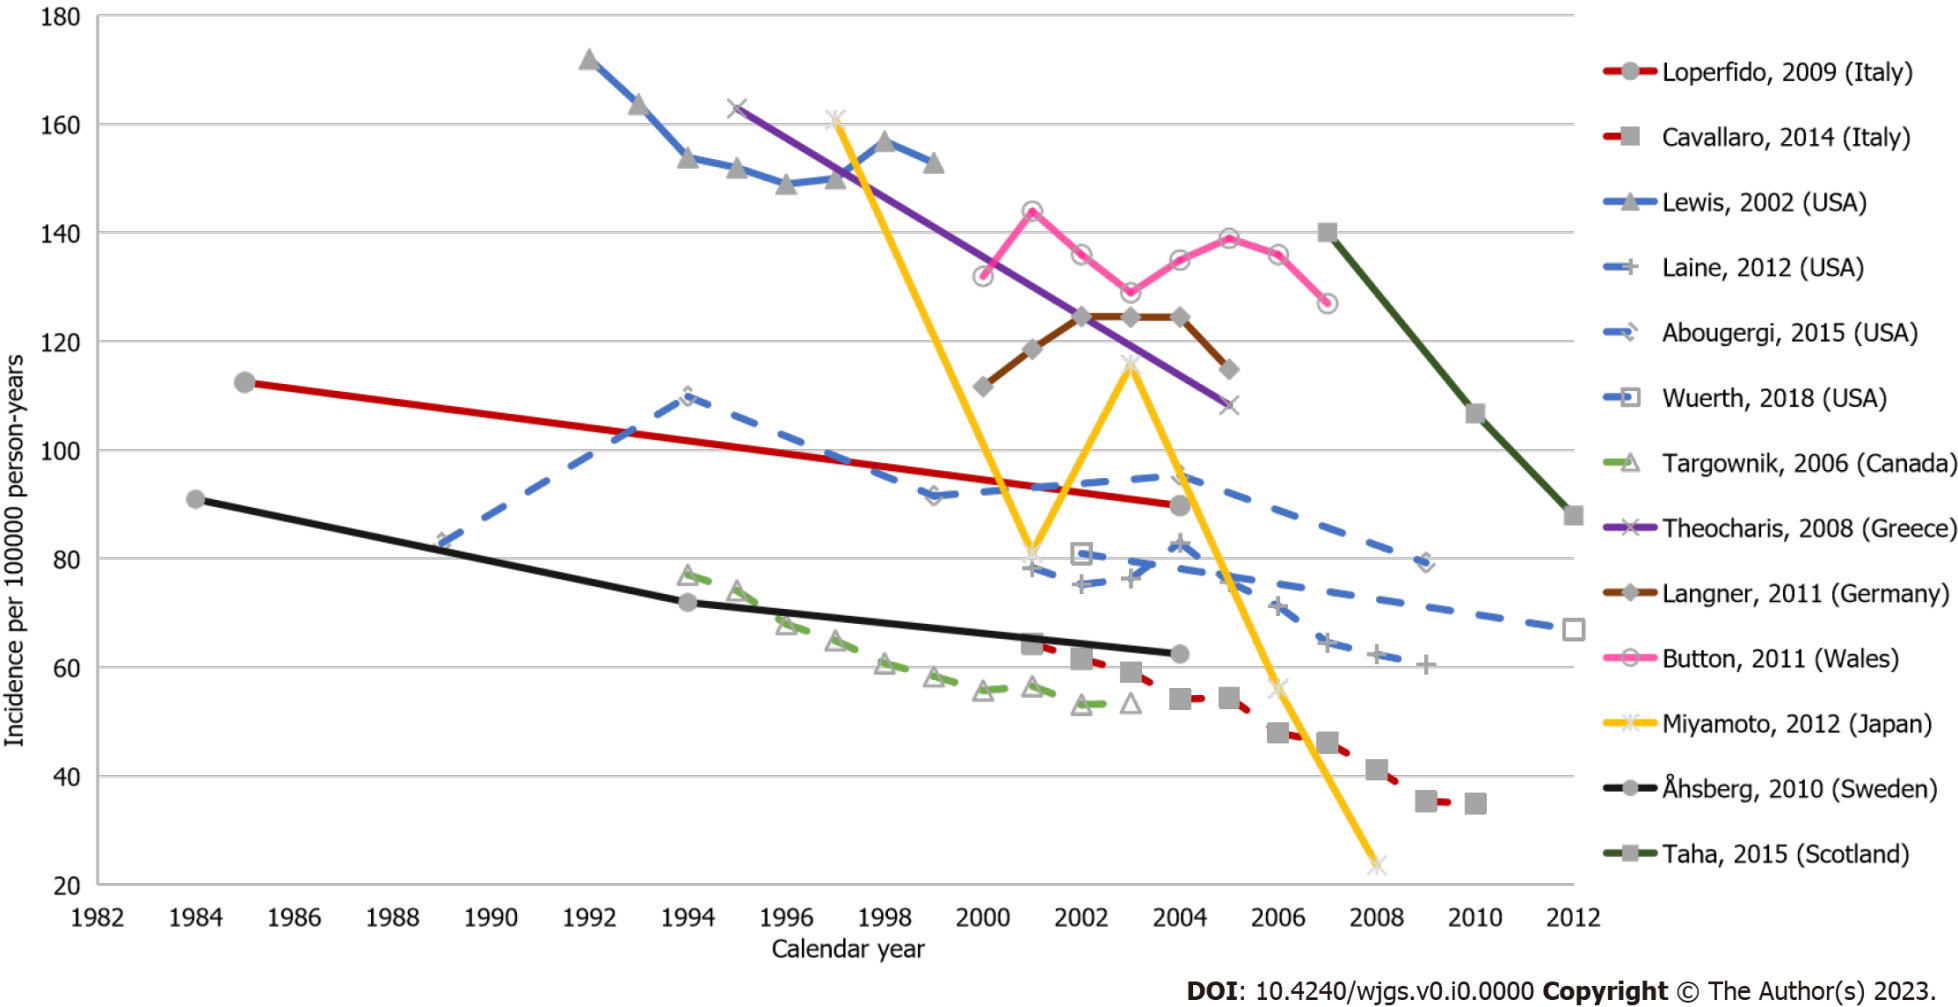 180
160
140
120
100
80
60
40
20
Incidence per 100000 person-years
1982 1984 1986 1988 1990 1992 1994 1996 1998 2000 2002 2004 2006 2008 2010 2012
Calendar year
Loperfido, 2009 (Italy)
Cavallaro, 2014 (Italy)
Lewis, 2002 (USA)
Laine, 2012 (USA)
Abougergi, 2015 (USA)
Wuerth, 2018 (USA)
Targownik, 2006 (Canada)
Theocharis, 2008 (Greece)
Langner, 2011 (Germany)
Button, 2011 (Wales)
Miyamoto, 2012 (Japan)
Åhsberg, 2010 (Sweden)
Taha, 2015 (Scotland)
DOI: 10.4240/wjgs.v0.i0.0000 Copyright © The Author(s) 2023.